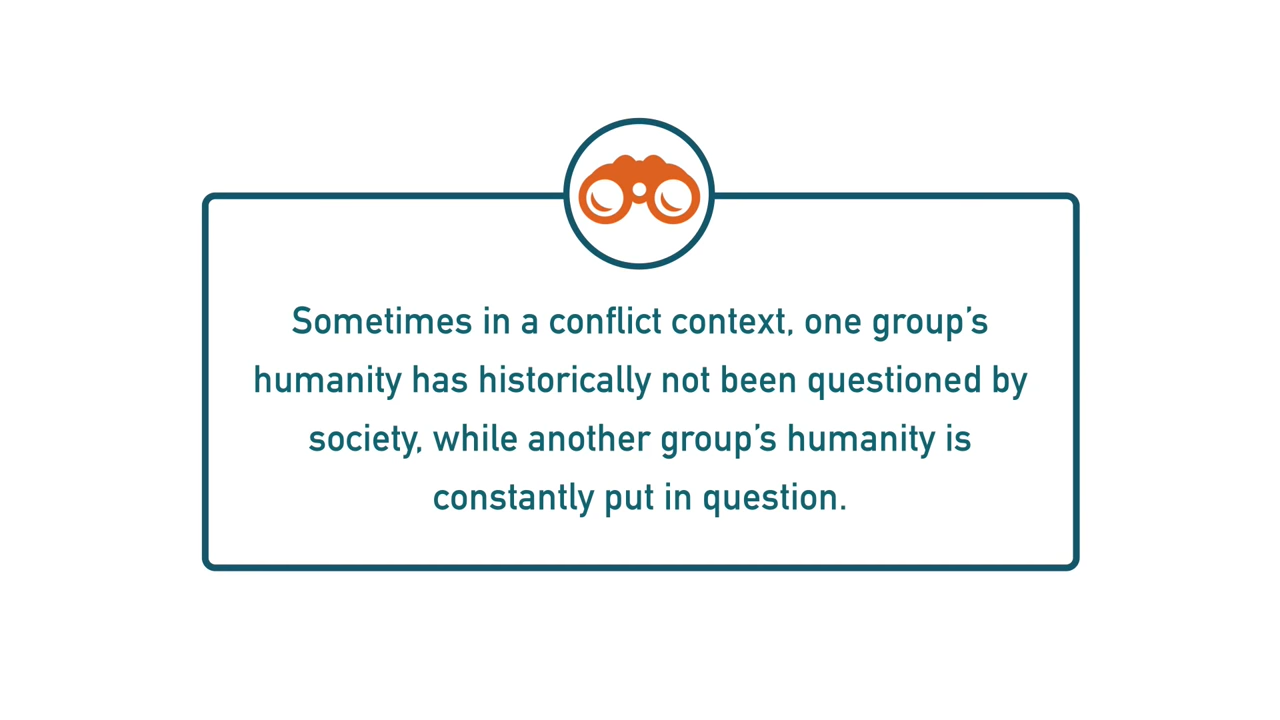 Sometimes in a conflict context, one group’s
humanity has historically not been questioned by
society, while another group’s humanity is
constantly put in question.